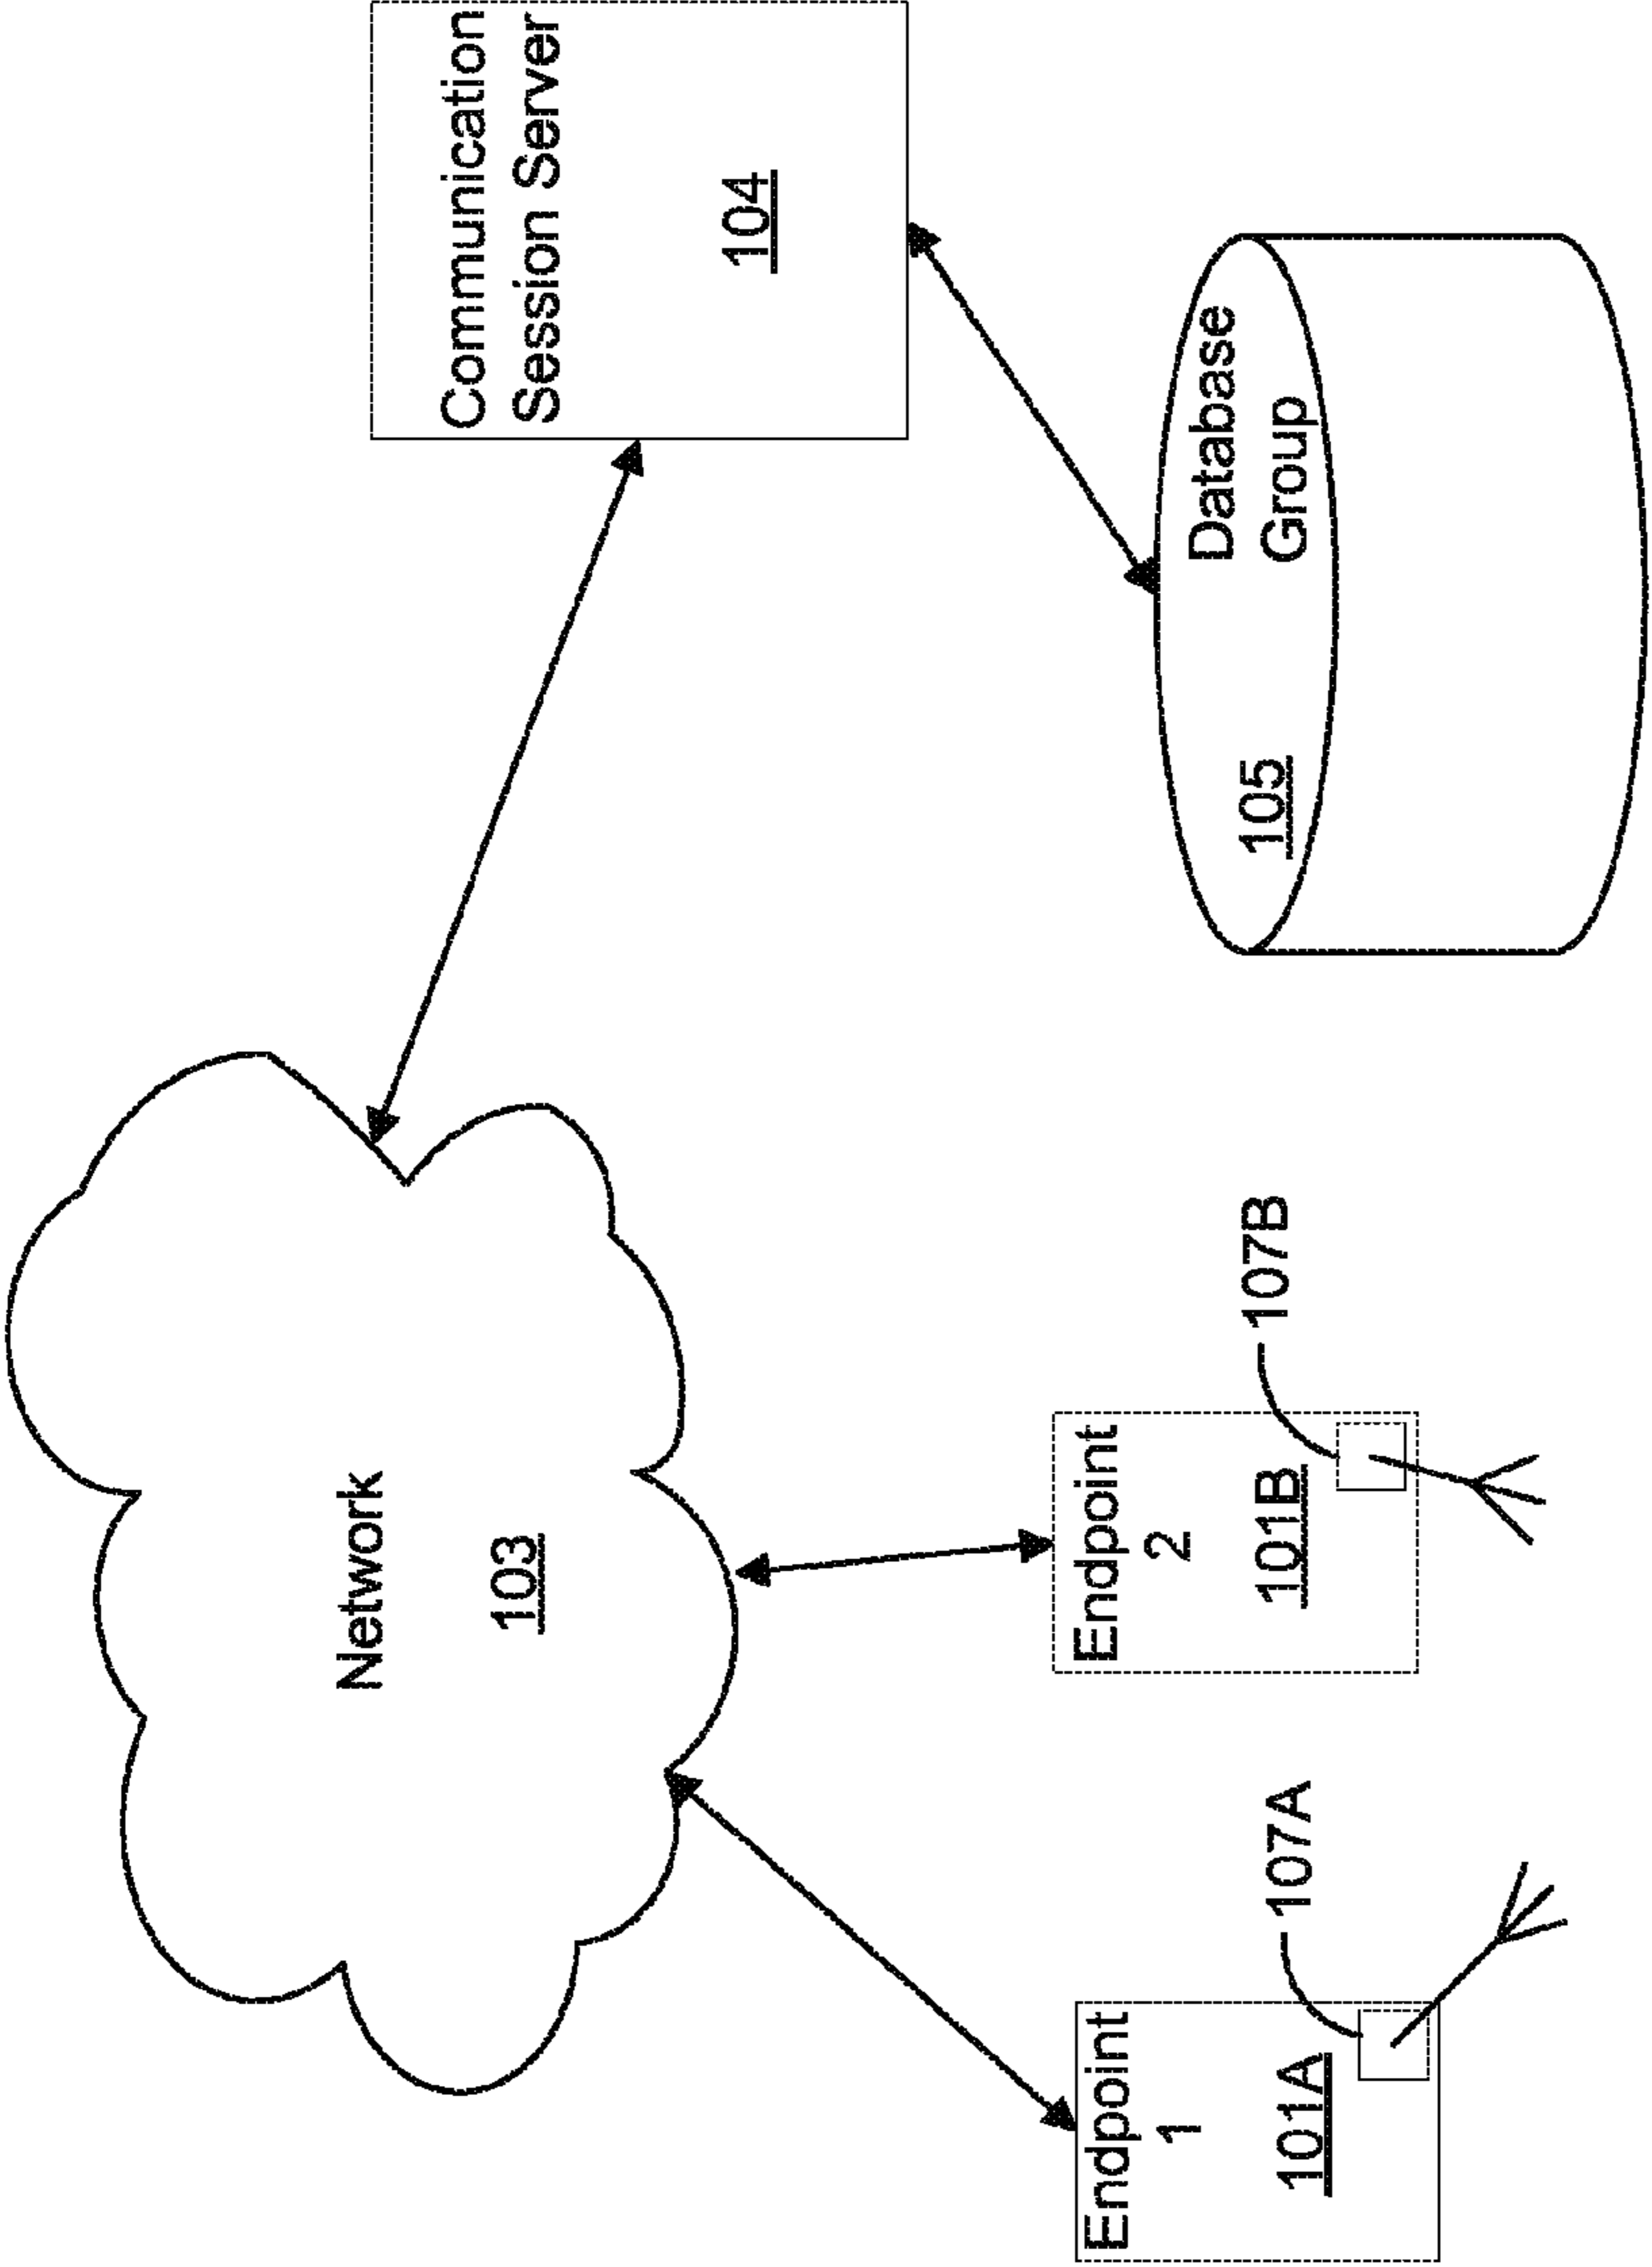 Network
103
Communication
Session Server
104
Endpoint
1
101A
107A
Endpoint
2
101B
107B
Database
Group
105